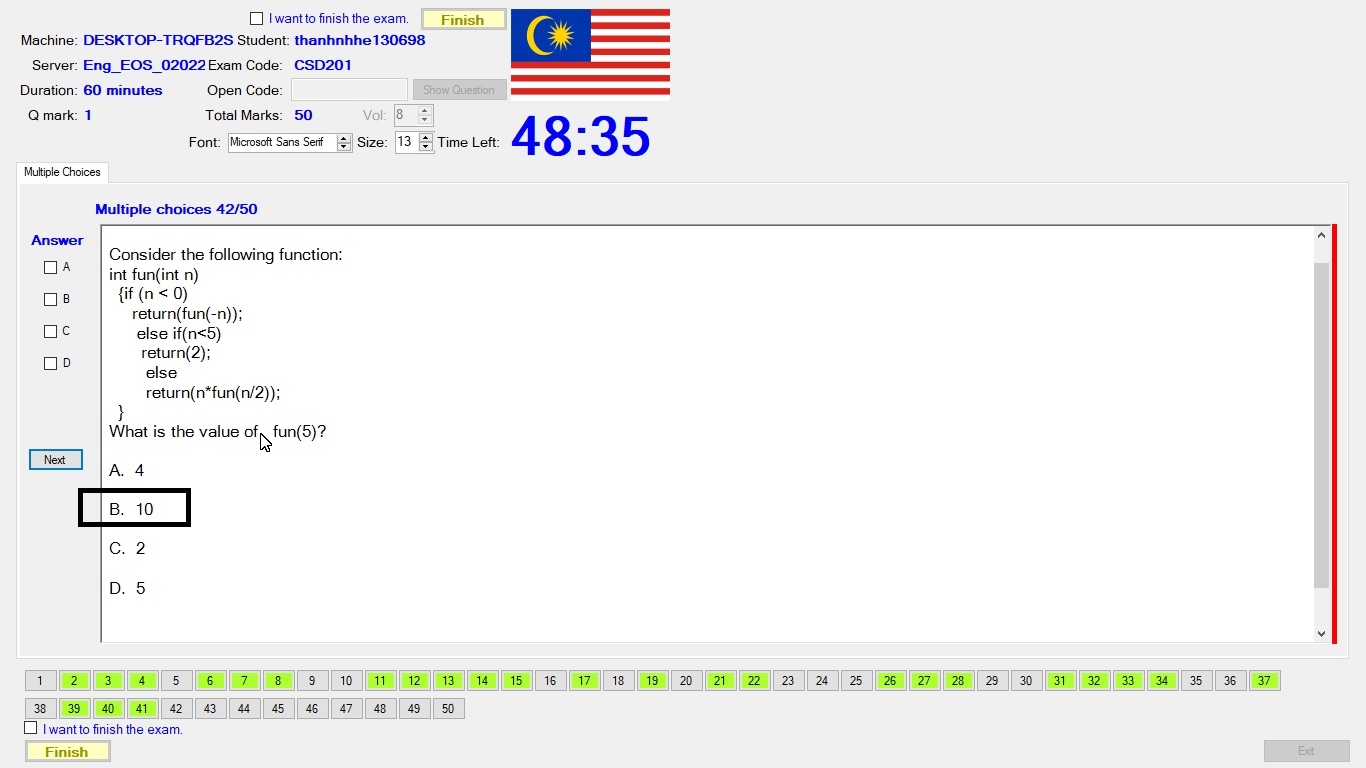 I want to finish the exam. Finish
Machine: DESKTOP-TRQFB2S Student: thanhnhhe130698
Server: Eng_EOS_02022 Exam Code: CSD201
Duration: 60 minutes Open Code: Show Question
Q mark: 1 Total Marks: 50 Vol: 8
Font: Microsoft Sans Serif Size: 13 Time Left: 48:35
Multiple Choices
Multiple choices 42/50
Answer
A
B
C
D
Next
Consider the following function:
int fun(int n)
{if (n < 0)
return(fun(-n));
else if(n<5)
return(2);
else
return(n*fun(n/2));
}
What is the value of fun(5)?
A. 4
B. 10
C. 2
D. 5
1 2 3 4 5 6 7 8 9 10 11 12 13 14 15 16 17 18 19 20 21 22 23 24 25 26 27 28 29 30 31 32 33 34 35 36 37
38 39 40 41 42 43 44 45 46 47 48 49 50
I want to finish the exam.
Finish Exit